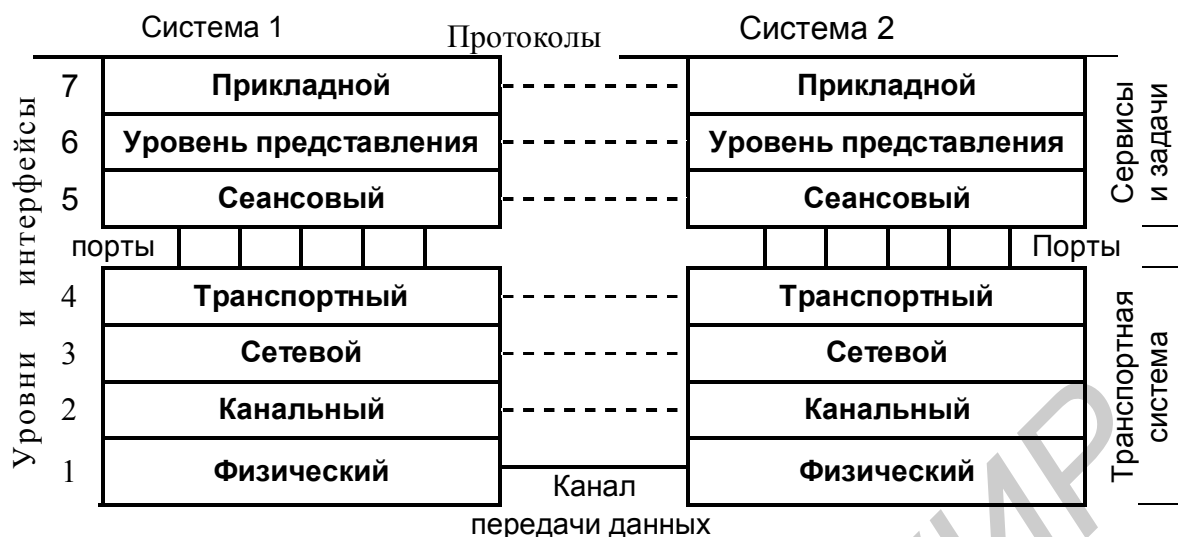 Система 1 Протоколы Система 2
7 Прикладной Прикладной
6 Уровень представления Уровень представления
5 Сеансовый Сеансовый
порты Порты
4 Транспортный Транспортный
3 Сетевой Сетевой
2 Канальный Канальный
1 Физический Канал Физический
передачи данных
Уровни и интерфейсы
Сервисы
и задачи
Транспортная
система